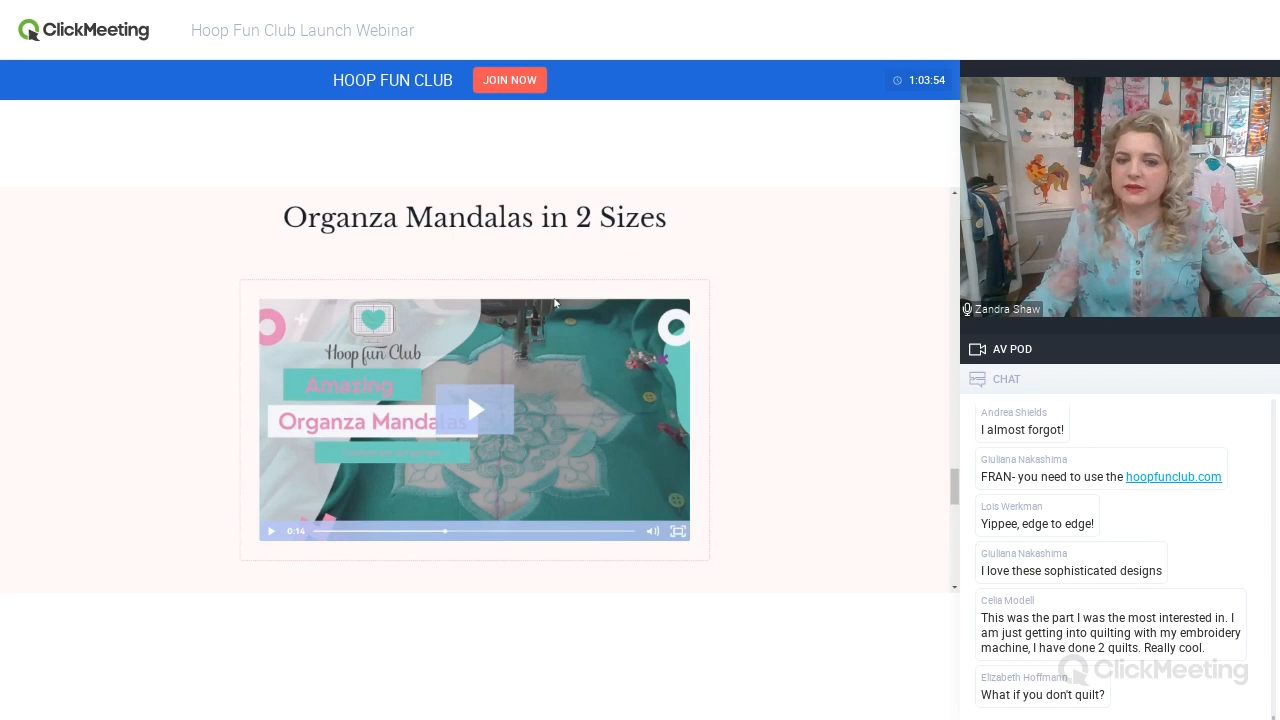 ClickMeeting
Hoop Fun Club Launch Webinar
HOOP FUN CLUB
JOIN NOW
1:03:54
Organza Mandalas in 2 Sizes
Hoop fun Club
Amazing
Organza Mandalas
0:14
Zandra Shaw
AV POD
CHAT
Andrea Shields
I almost forgot!
Giuliana Nakashima
FRAN- you need to use the hoopfunclub.com
Lois Werkman
Yippee, edge to edge!
Giuliana Nakashima
I love these sophisticated designs
Celia Modell
This was the part I was the most interested in. I
am just getting into quilting with my embroidery
machine, I have done 2 quilts. Really cool.
ClickMeeting
Elizabeth Hoffmann
What if you don't quilt?